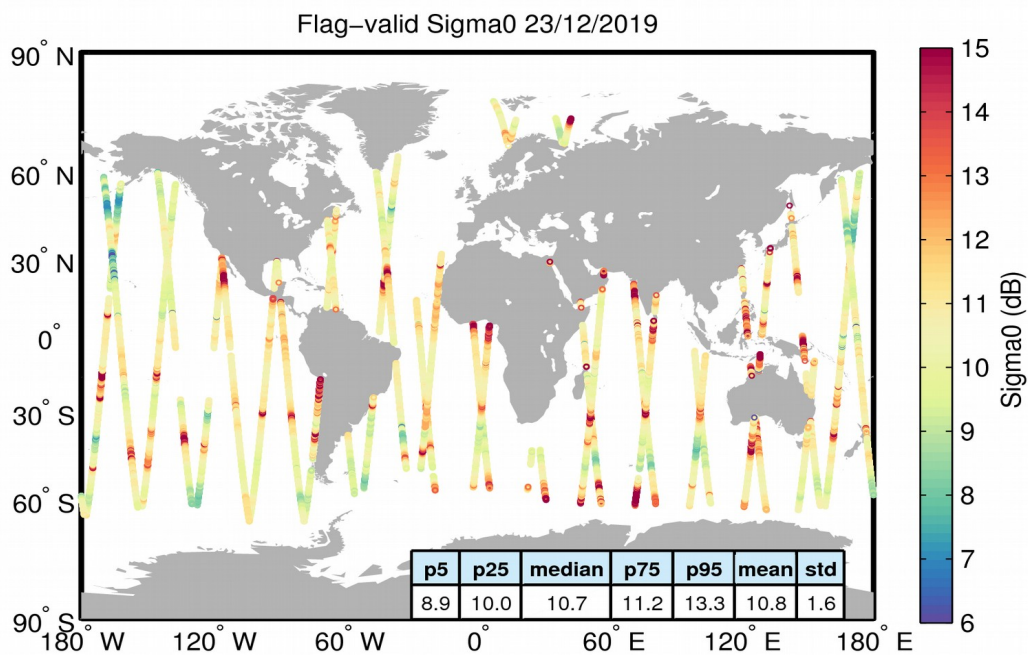 Flag−valid Sigma0 23/12/2019
90° N
60° N
30° N
0°
30° S
60° S
90° S
180° W
120° W
60° W
0°
60° E
120° E
180° E
15
14
13
12
11
10
9
8
7
6
Sigma0 (dB)
p5 p25 median p75 p95 mean std
8.9 10.0 10.7 11.2 13.3 10.8 1.6